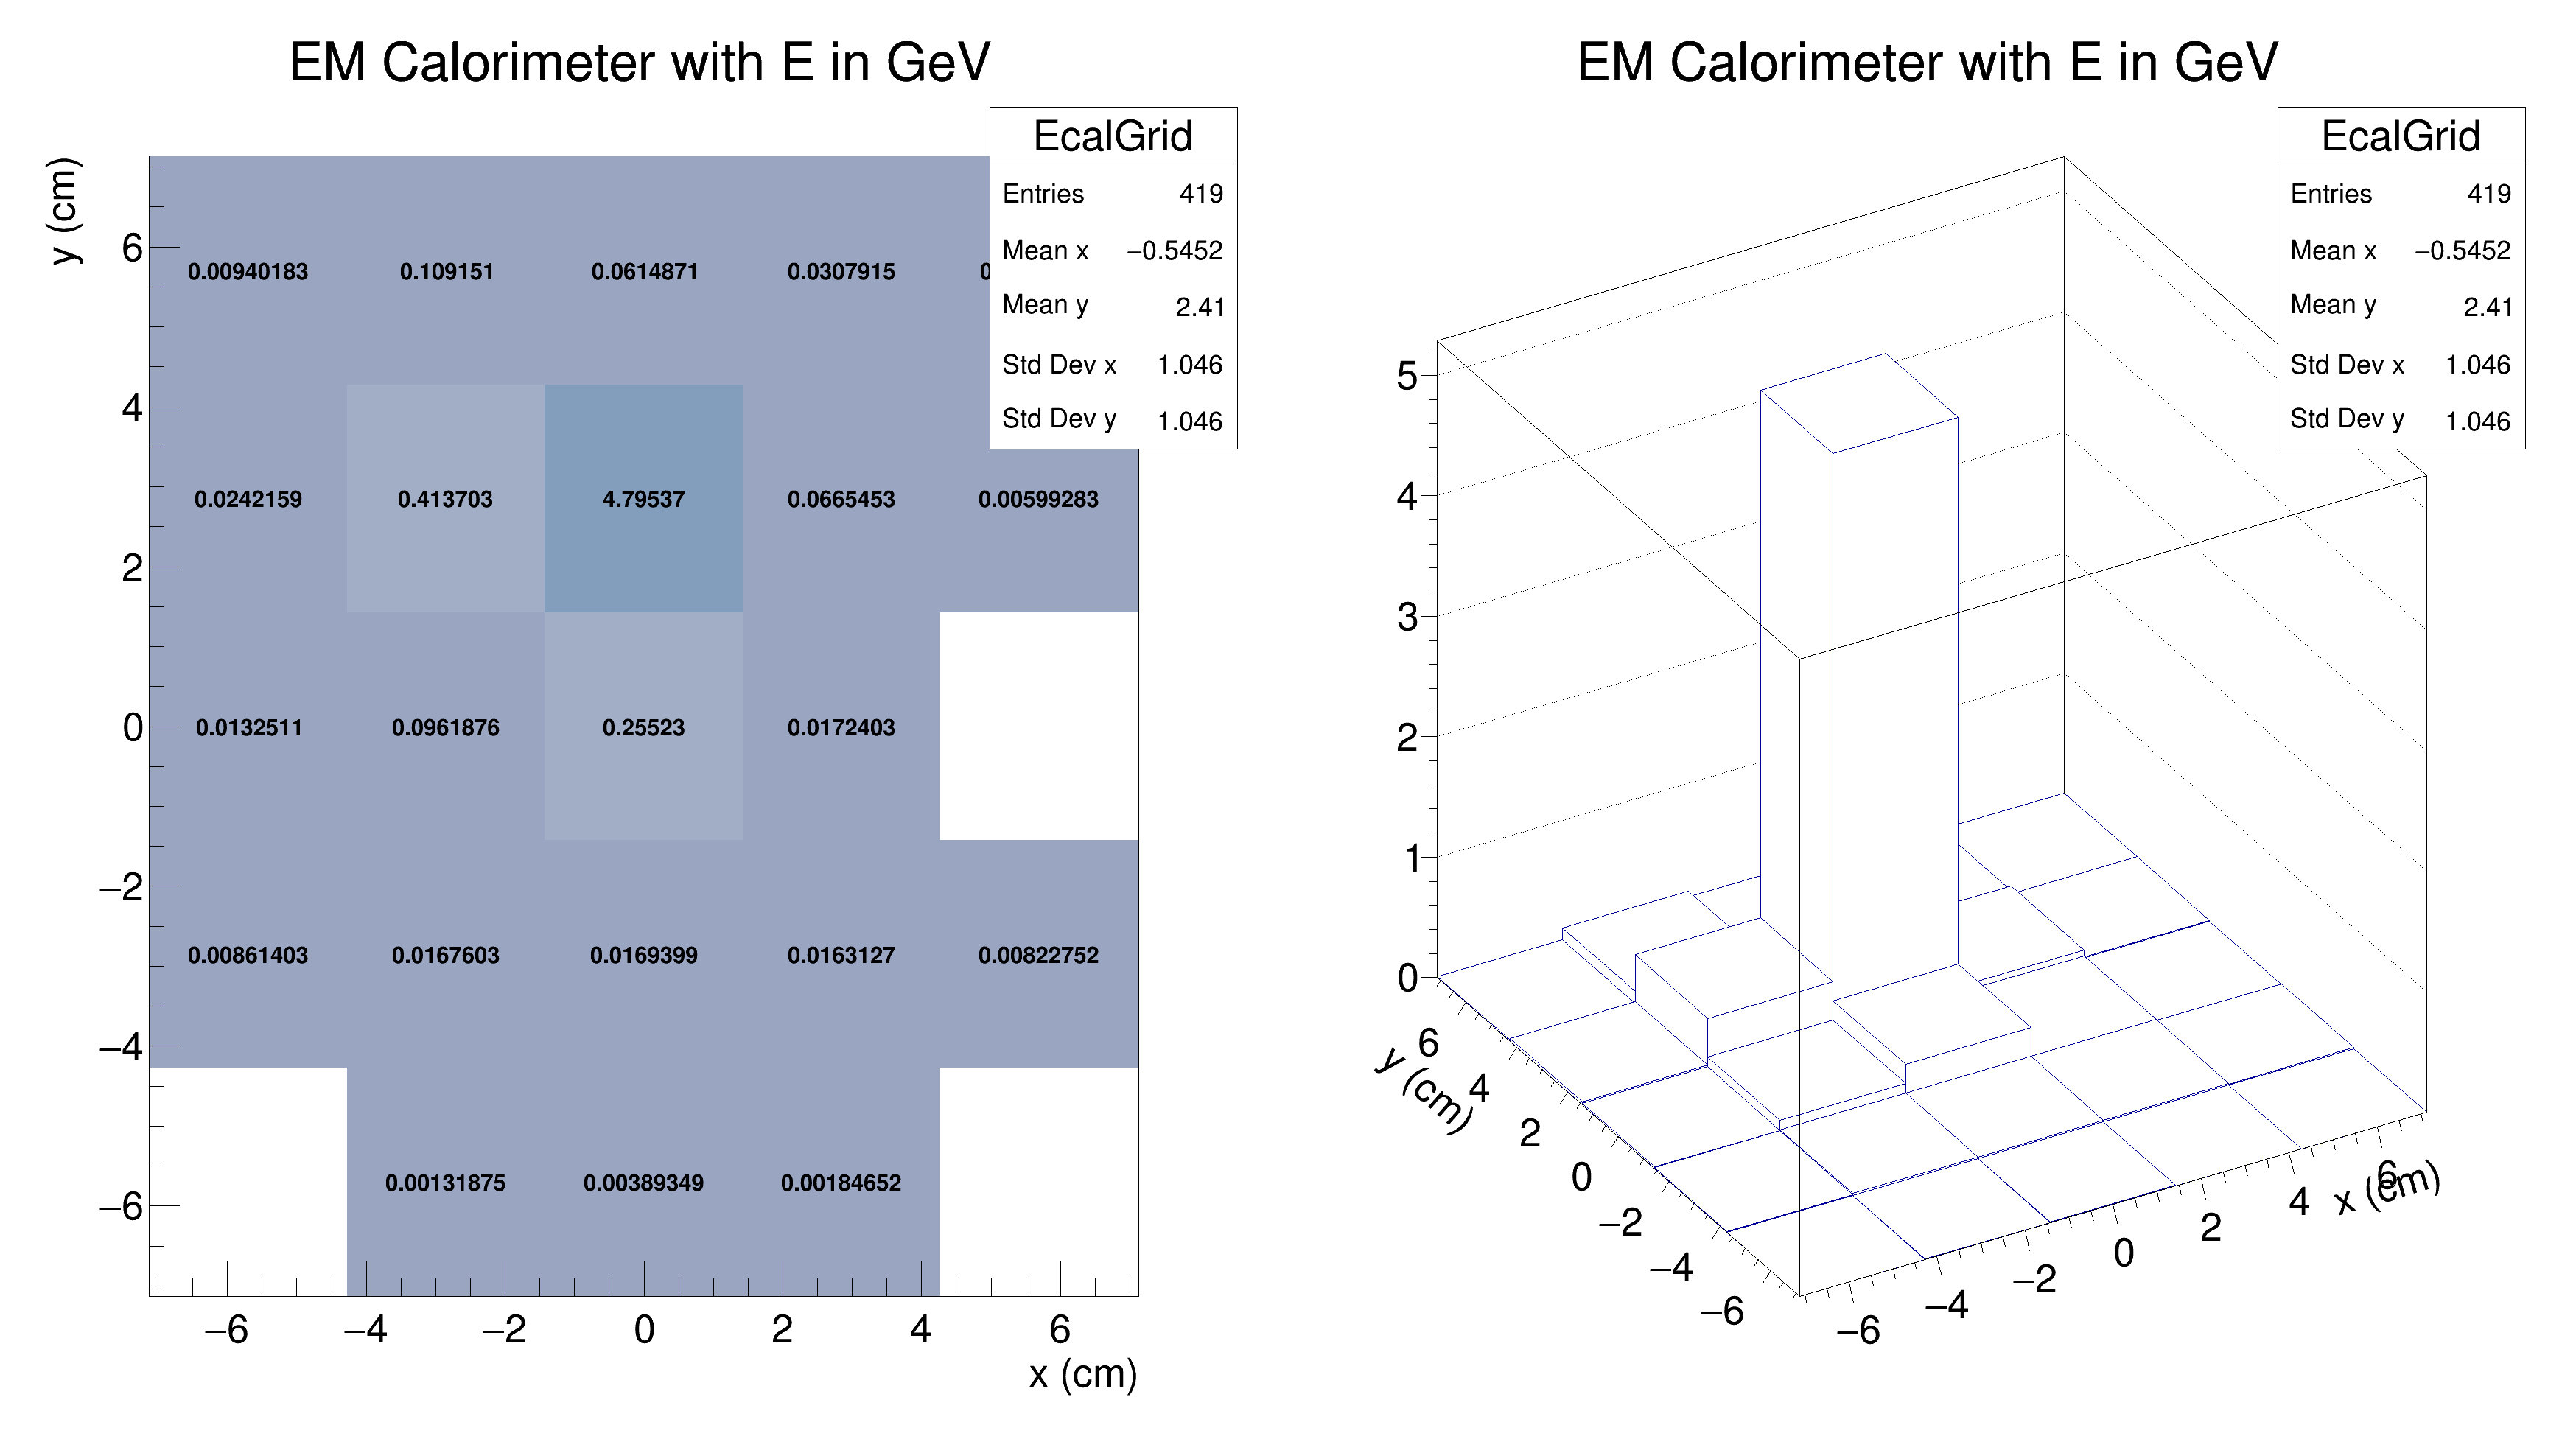 EM Calorimeter with E in GeV
EcalGrid
Entries 419
Mean x −0.5452
Mean y 2.41
Std Dev x 1.046
Std Dev y 1.046
y (cm)
6
4
2
0
−2
−4
−6
0.00940183 0.109151 0.0614871 0.0307915
0.0242159 0.413703 4.79537 0.0665453 0.00599283
0.0132511 0.0961876 0.25523 0.0172403
0.00861403 0.0167603 0.0169399 0.0163127 0.00822752
0.00131875 0.00389349 0.00184652
−6 −4 −2 0 2 4 6
x (cm)
EM Calorimeter with E in GeV
EcalGrid
Entries 419
Mean x −0.5452
Mean y 2.41
Std Dev x 1.046
Std Dev y 1.046
5
4
3
2
1
0
y (cm)
6
4
2
0
−2
−4
−6
−6 −4 −2 0 2 4 6
x (cm)